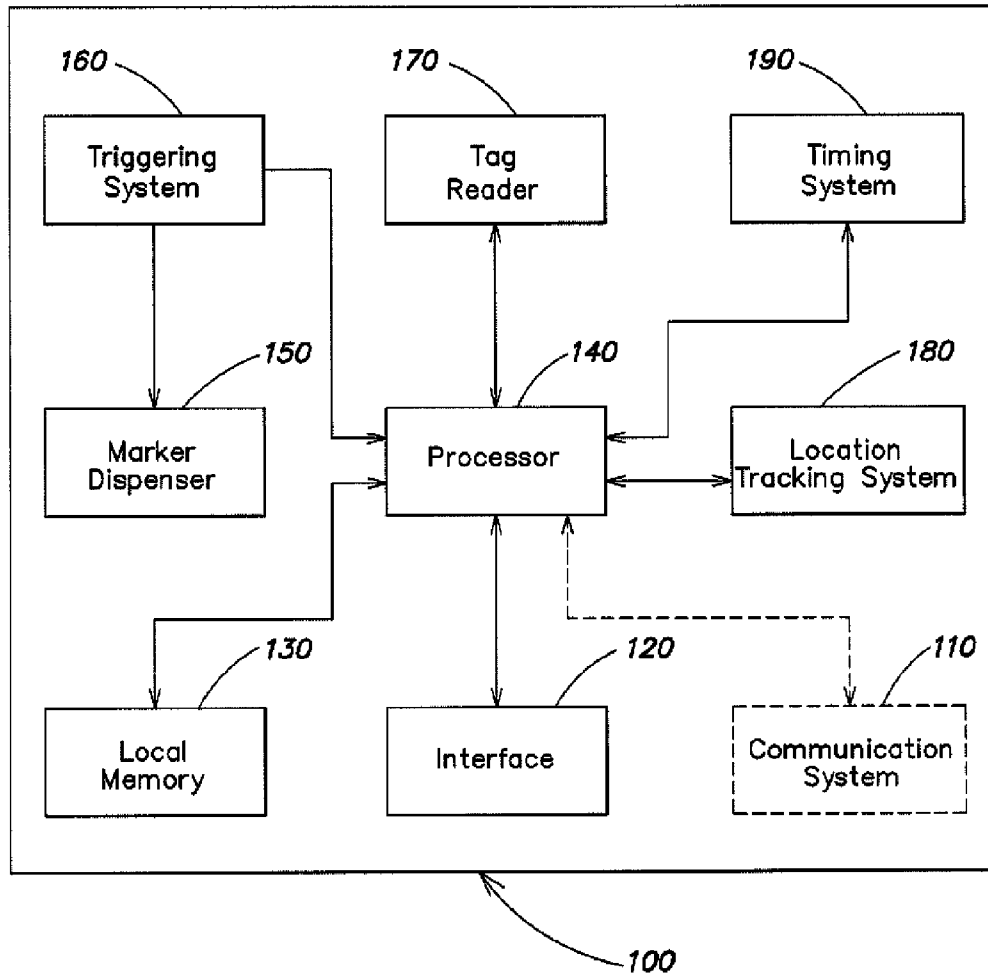 160
170
190
Triggering
System
Tag
Reader
Timing
System
150
140
180
Marker
Dispenser
Processor
Location
Tracking System
130
120
110
Local
Memory
Interface
Communication
System
100